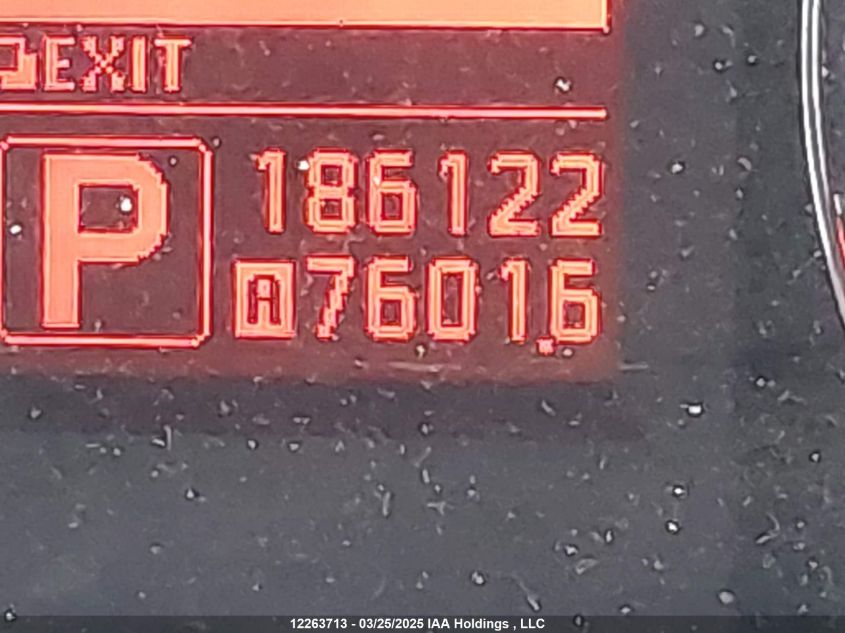 EXIT
P
186122
A 7601.6
12263713 - 03/25/2025 IAA Holdings , LLC